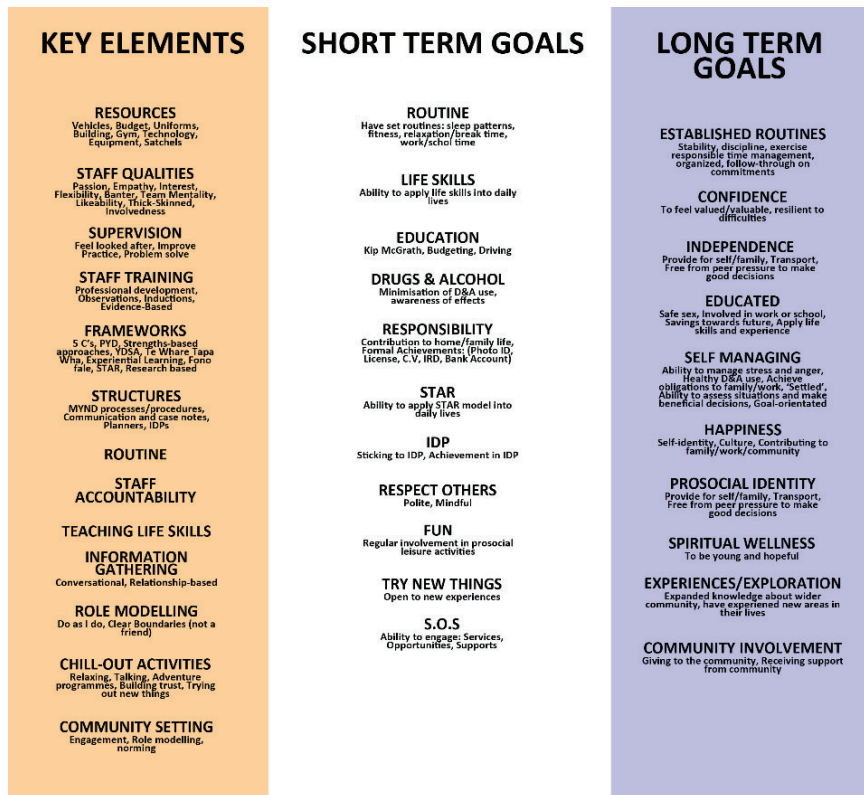 KEY ELEMENTS
RESOURCES
Vehicles, Budget, Uniforms,
Building, Gym, Technology,
Equipment, Satchels
STAFF QUALITIES
Passion, Empathy, Interest,
Flexibility, Banter, Team Mentality,
Likeability, Thick-Skinned,
Involvedness
SUPERVISION
Feel looked after, Improve
Practice, Problem solve
STAFF TRAINING
Professional development,
Observations, Inductions,
Evidence-Based
FRAMEWORKS
5 C's, PYD, Strengths-based
approaches, YDSA, Te Whare Tapa
Wha, Experiential Learning, Fono
fale, STAR, Research based
STRUCTURES
MYND processes/procedures,
Communication and case notes,
Planners, IDPs
ROUTINE
STAFF
ACCOUNTABILITY
TEACHING LIFE SKILLS
INFORMATION
GATHERING
Conversational, Relationship-based
ROLE MODELLING
Do as I do, Clear Boundaries (not a
friend)
CHILL-OUT ACTIVITIES
Relaxing, Talking, Adventure
programmes, Building trust, Trying
out new things
COMMUNITY SETTING
Engagement, Role modelling,
norming
SHORT TERM GOALS
ROUTINE
Have set routines: sleep patterns,
fitness, relaxation/break time,
work/schol time
LIFE SKILLS
Ability to apply life skills into daily
lives
EDUCATION
Kip McGrath, Budgeting, Driving
DRUGS & ALCOHOL
Minimisation of D&A use,
awareness of effects
RESPONSIBILITY
Contribution to home/family life,
Formal Achievements: (Photo ID,
License, C.V, IRD, Bank Account)
STAR
Ability to apply STAR model into
daily lives
IDP
Sticking to IDP, Achievement in IDP
RESPECT OTHERS
Polite, Mindful
FUN
Regular involvement in prosocial
leisure activities
TRY NEW THINGS
Open to new experiences
S.O.S
Ability to engage: Services,
Opportunities, Supports
LONG TERM
GOALS
ESTABLISHED ROUTINES
Stability, discipline, exercise
responsible time management,
organized, follow-through on
commitments
CONFIDENCE
To feel valued/valuable, resilient to
difficulties
INDEPENDENCE
Provide for self/family, Transport,
Free from peer pressure to make
good decisions
EDUCATED
Safe sex, Involved in work or school,
Savings towards future, Apply life
skills and experience
SELF MANAGING
Ability to manage stress and anger,
Healthy D&A use, Achieve
obligations to family/work, 'Settled',
Ability to assess situations and make
beneficial decisions, Goal-orientated
HAPPINESS
Self-identity, Culture, Contributing to
family/work/community
PROSOCIAL IDENTITY
Provide for self/family, Transport,
Free from peer pressure to make
good decisions
SPIRITUAL WELLNESS
To be young and hopeful
EXPERIENCES/EXPLORATION
Expanded knowledge about wider
community, have experiened new areas in
their lives
COMMUNITY INVOLVEMENT
Giving to the community, Receiving support
from community